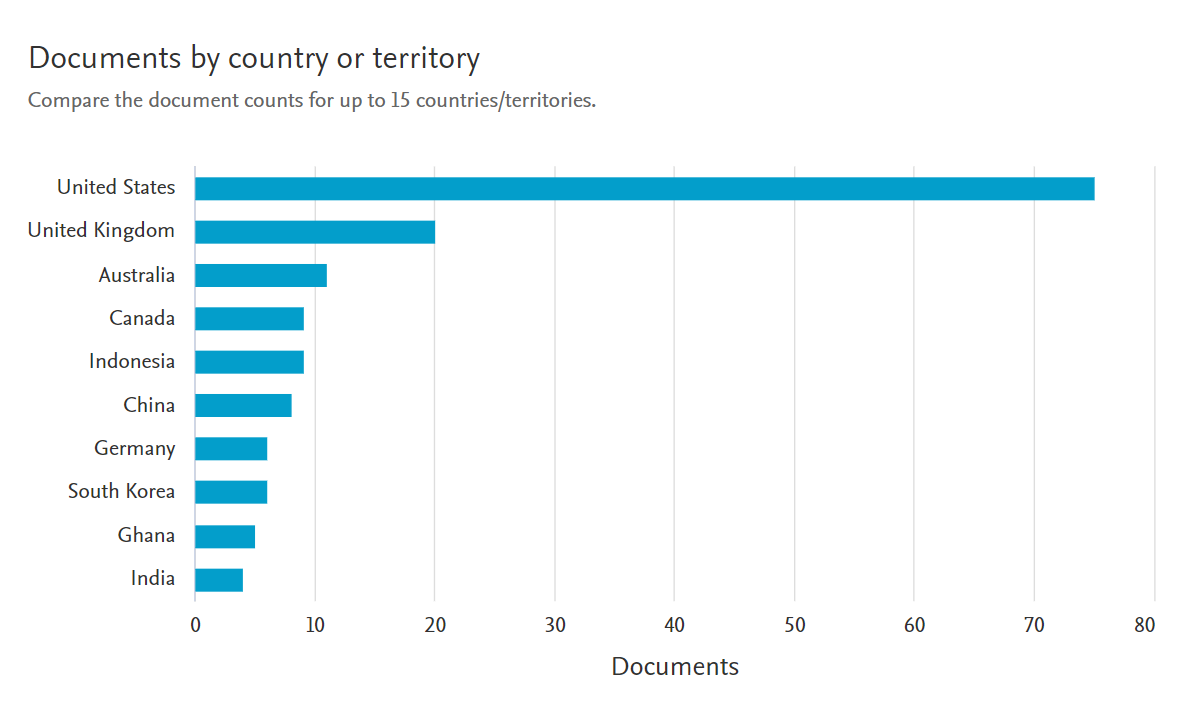 Documents by country or territory
Compare the document counts for up to 15 countries/territories.
United States
United Kingdom
Australia
Canada
Indonesia
China
Germany
South Korea
Ghana
India
0 10 20 30 40 50 60 70 80
Documents